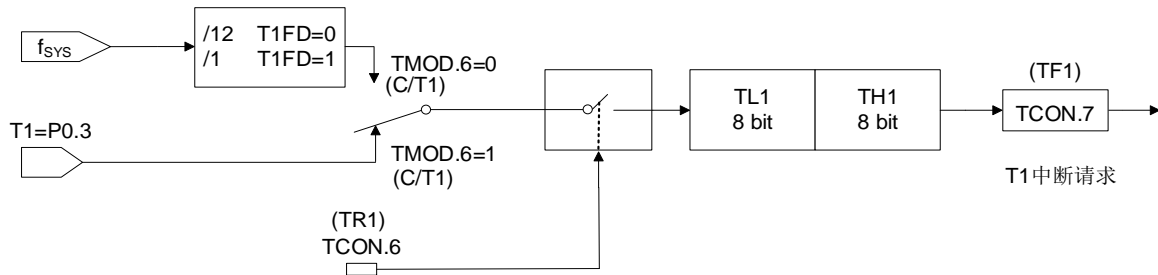 fSYS
/12 T1FD=0
/1 T1FD=1
TMOD.6=0
(C/T1)
T1=P0.3
TMOD.6=1
(C/T1)
(TR1)
TCON.6
TL1
8 bit
TH1
8 bit
(TF1)
TCON.7
T1中断请求